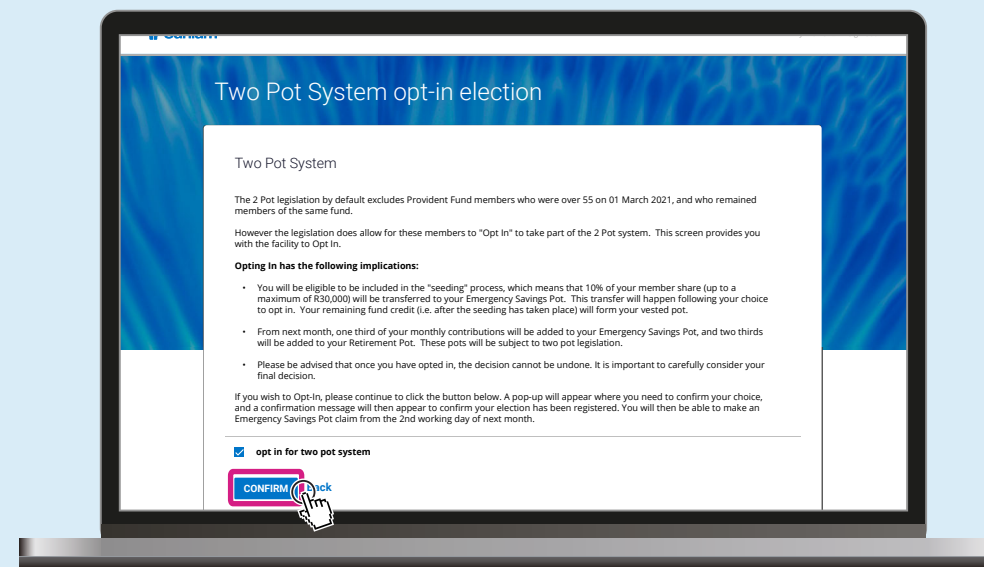 Two Pot System opt-in election
Two Pot System
The 2 Pot legislation by default excludes Provident Fund members who were over 55 on 01 March 2021, and who remained
members of the same fund.
However the legislation does allow for these members to "Opt In" to take part of the 2 Pot system. This screen provides you
with the facility to Opt In.
Opting In has the following implications:
• You will be eligible to be included in the "seeding" process, which means that 10% of your member share (up to a
maximum of R30,000) will be transferred to your Emergency Savings Pot. This transfer will happen following your choice
to opt in. Your remaining fund credit (i.e. after the seeding has taken place) will form your vested pot.
• From next month, one third of your monthly contributions will be added to your Emergency Savings Pot, and two thirds
will be added to your Retirement Pot. These pots will be subject to two pot legislation.
• Please be advised that once you have opted in, the decision cannot be undone. It is important to carefully consider your
final decision.
If you wish to Opt-In, please continue to click the button below. A pop-up will appear where you need to confirm your choice,
and a confirmation message will then appear to confirm your election has been registered. You will then be able to make an
Emergency Savings Pot claim from the 2nd working day of next month.
opt in for two pot system
CONFIRM